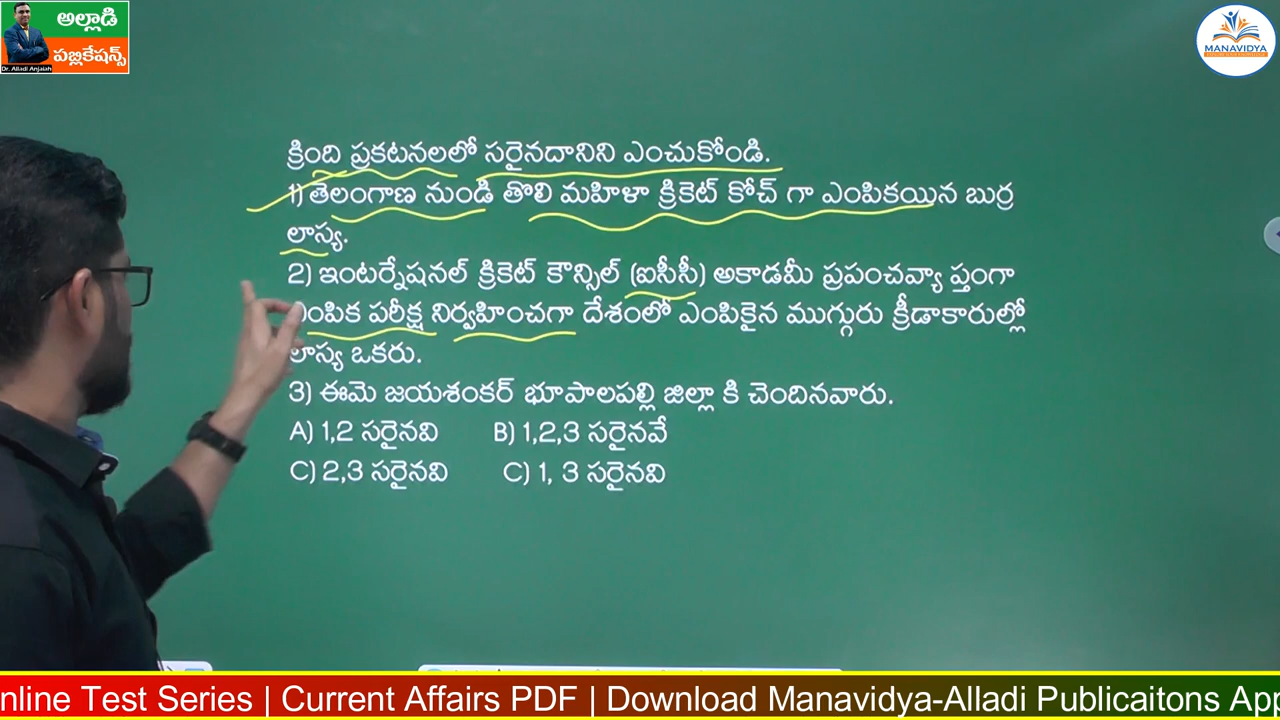 అల్లాడి
పబ్లికేషన్స్
Dr. Alladi Anjaiah
MANAVIDYA
క్రింది ప్రకటనలలో సరైనదానిని ఎంచుకోండి.
1) తెలంగాణ నుండి తొలి మహిళా క్రికెట్ కోచ్ గా ఎంపికయిన బుర్ర
లాస్య.
2) ఇంటర్నేషనల్ క్రికెట్ కౌన్సిల్ (ఐసీసీ) అకాడమీ ప్రపంచవ్యా ప్తంగా
పరీక్ష నిర్వహించగా దేశంలో ఎంపికైన ముగ్గురు క్రీడాకారుల్లో
లాస్య ఒకరు.
3) ఈమె జయశంకర్ భూపాలపల్లి జిల్లా కి చెందినవారు.
A) 1,2 సరైనవి B) 1,2,3 సరైనవే
C) 2,3 సరైనవి C) 1, 3 సరైనవి
nline Test Series | Current Affairs PDF | Download Manavidya-Alladi Publicaitons App